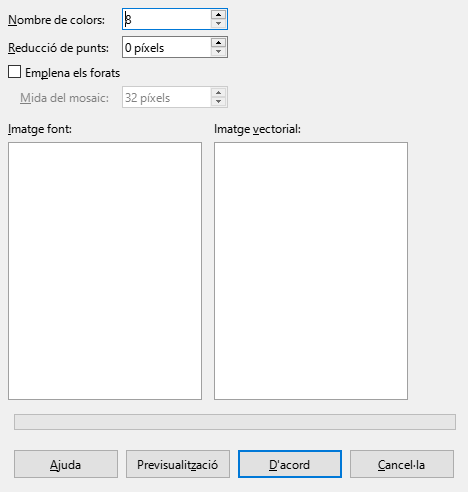 Nombre de colors: 8
Reducció de punts: 0 píxels
Emplena els forats
Mida del mosaic: 32 píxels
Imatge font: Imatge vectorial:
Ajuda Previsualització D'acord Cancel·la